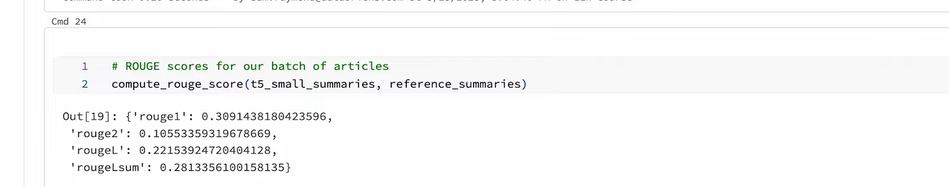 Cmd 24
1 # ROUGE scores for our batch of articles
2 compute_rouge_score(t5_small_summaries, reference_summaries)
Out[19]: {'rouge1': 0.3091438180423596,
'rouge2': 0.10553359319678669,
'rougeL': 0.22153924720404128,
'rougeLsum': 0.2813356100158135}